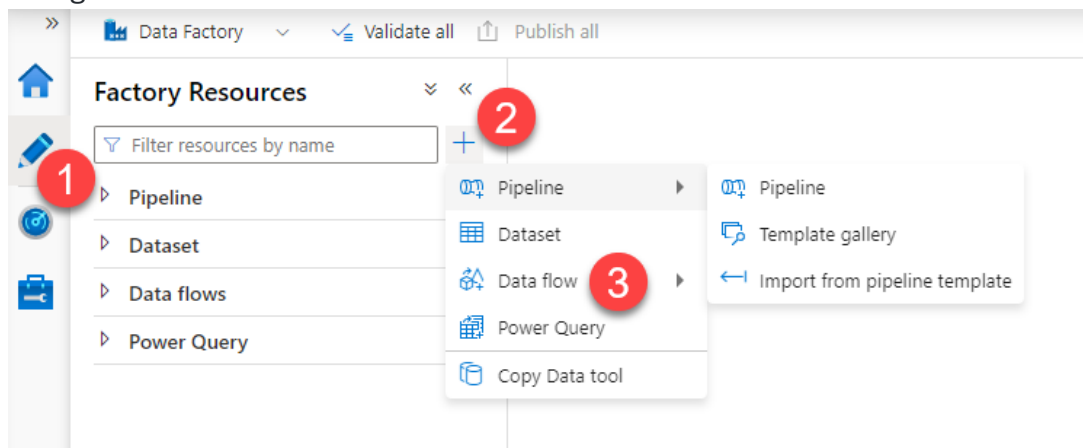 Data Factory
Validate all
Publish all
Factory Resources
2
Filter resources by name
1
Pipeline
Dataset
Data flows
Power Query
Pipeline
Dataset
Data flow
3
Power Query
Copy Data tool
Pipeline
Template gallery
Import from pipeline template